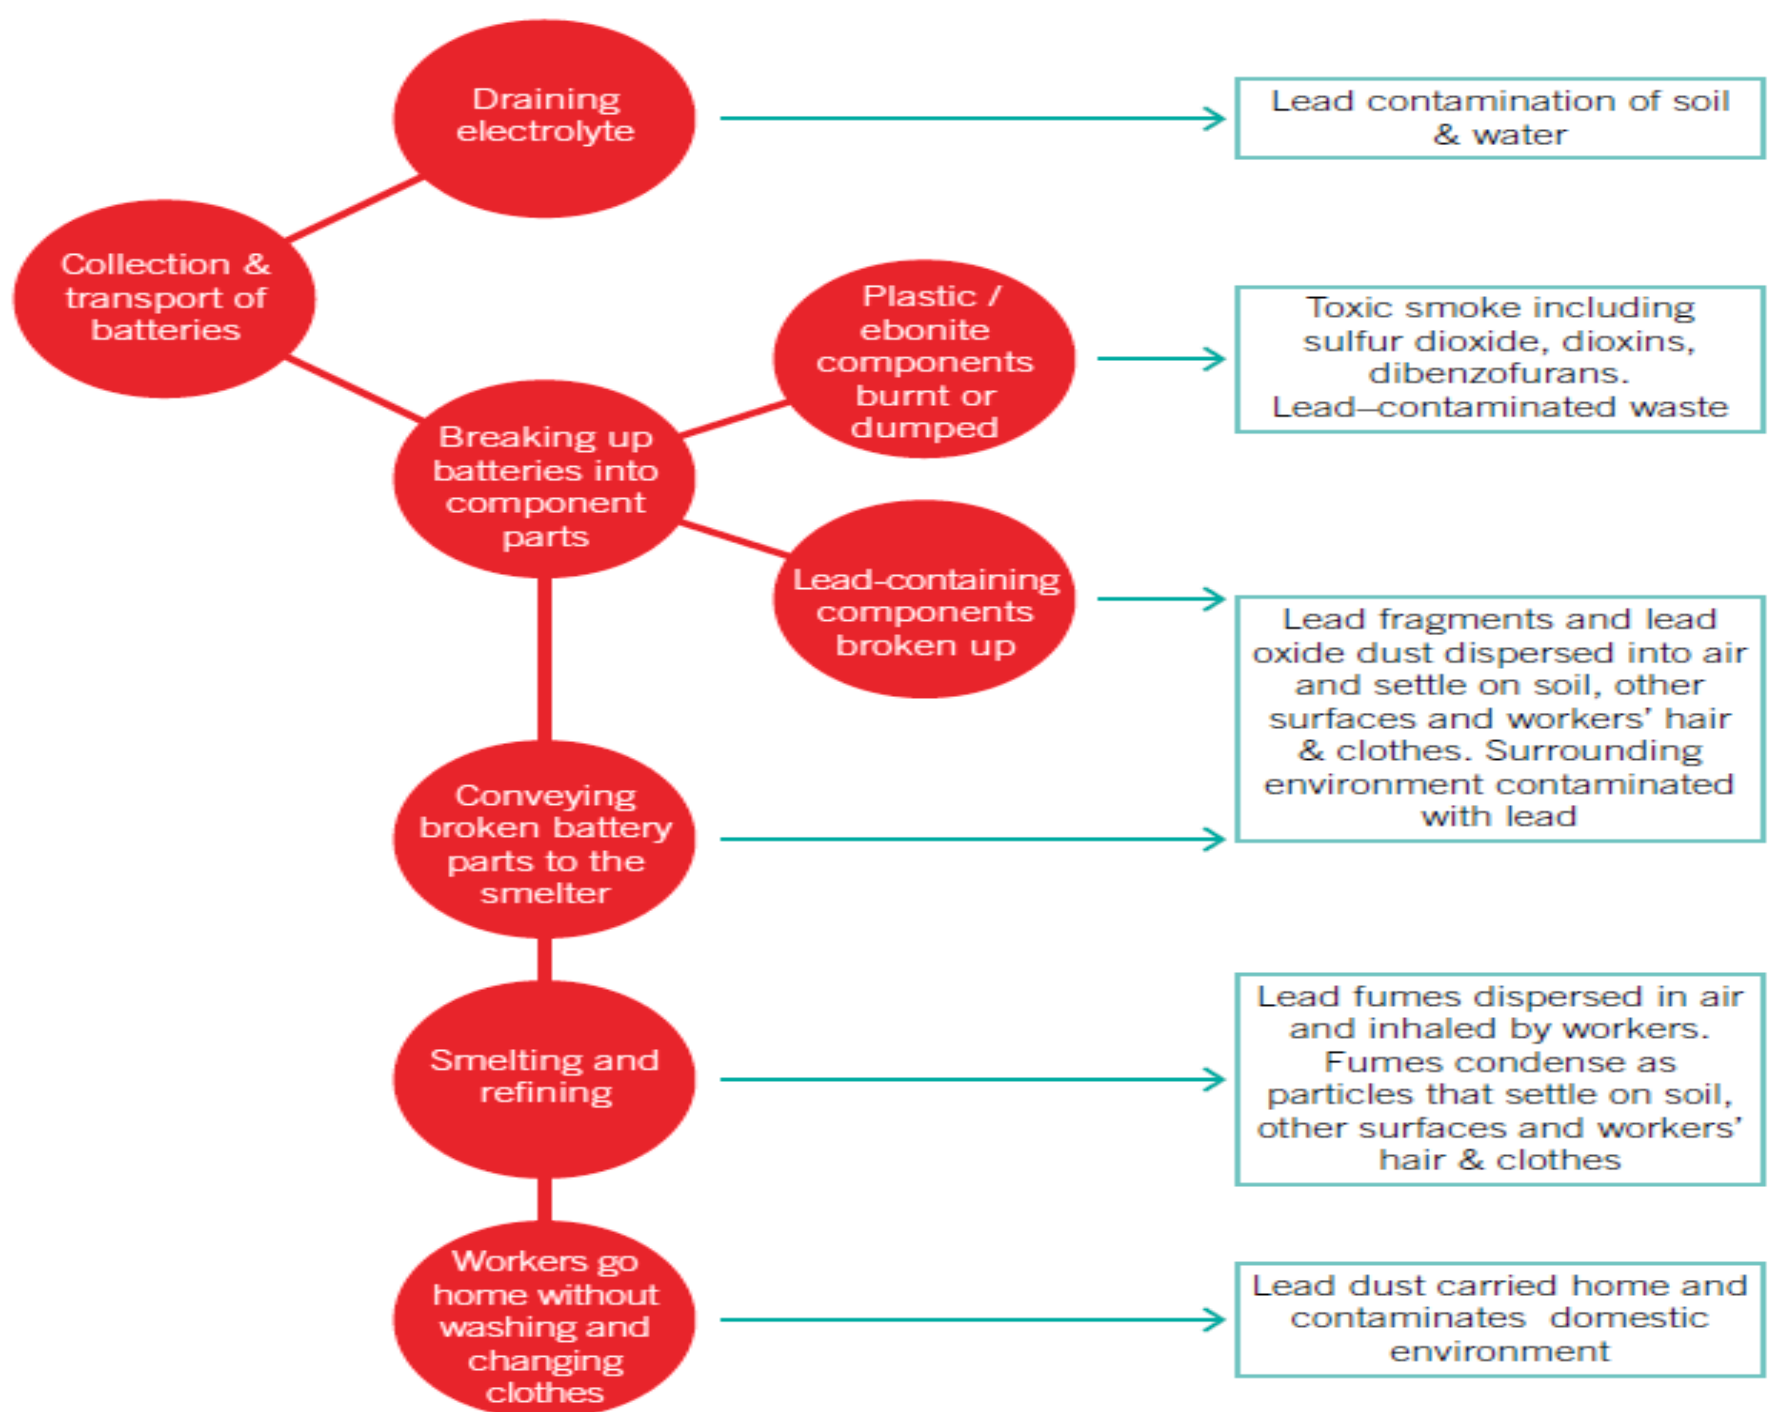 Draining
electrolyte
Lead contamination of soil
& water
Collection &
transport of
batteries
Plastic /
ebonite
components
burnt or
dumped
Toxic smoke including
sulfur dioxide, dioxins,
dibenzofurans.
Lead–contaminated waste
Breaking up
batteries into
component
parts
Lead-containing
components
broken up
Lead fragments and lead
oxide dust dispersed into air
and settle on soil, other
surfaces and workers’ hair
& clothes. Surrounding
environment contaminated
with lead
Conveying
broken battery
parts to the
smelter
Smelting and
refining
Lead fumes dispersed in air
and inhaled by workers.
Fumes condense as
particles that settle on soil,
other surfaces and workers’
hair & clothes
Workers go
home without
washing and
changing
clothes
Lead dust carried home and
contaminates domestic
environment